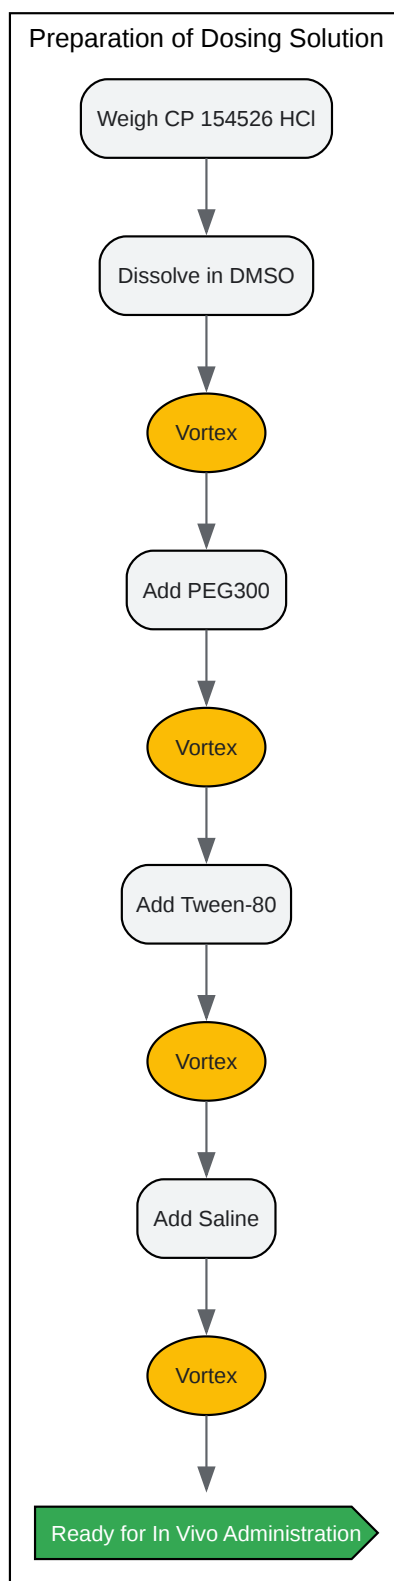 Preparation of Dosing Solution
Weigh CP 154526 HCl
Dissolve in DMSO
Vortex
Add PEG300
Vortex
Add Tween-80
Vortex
Add Saline
Vortex
Ready for In Vivo Administration